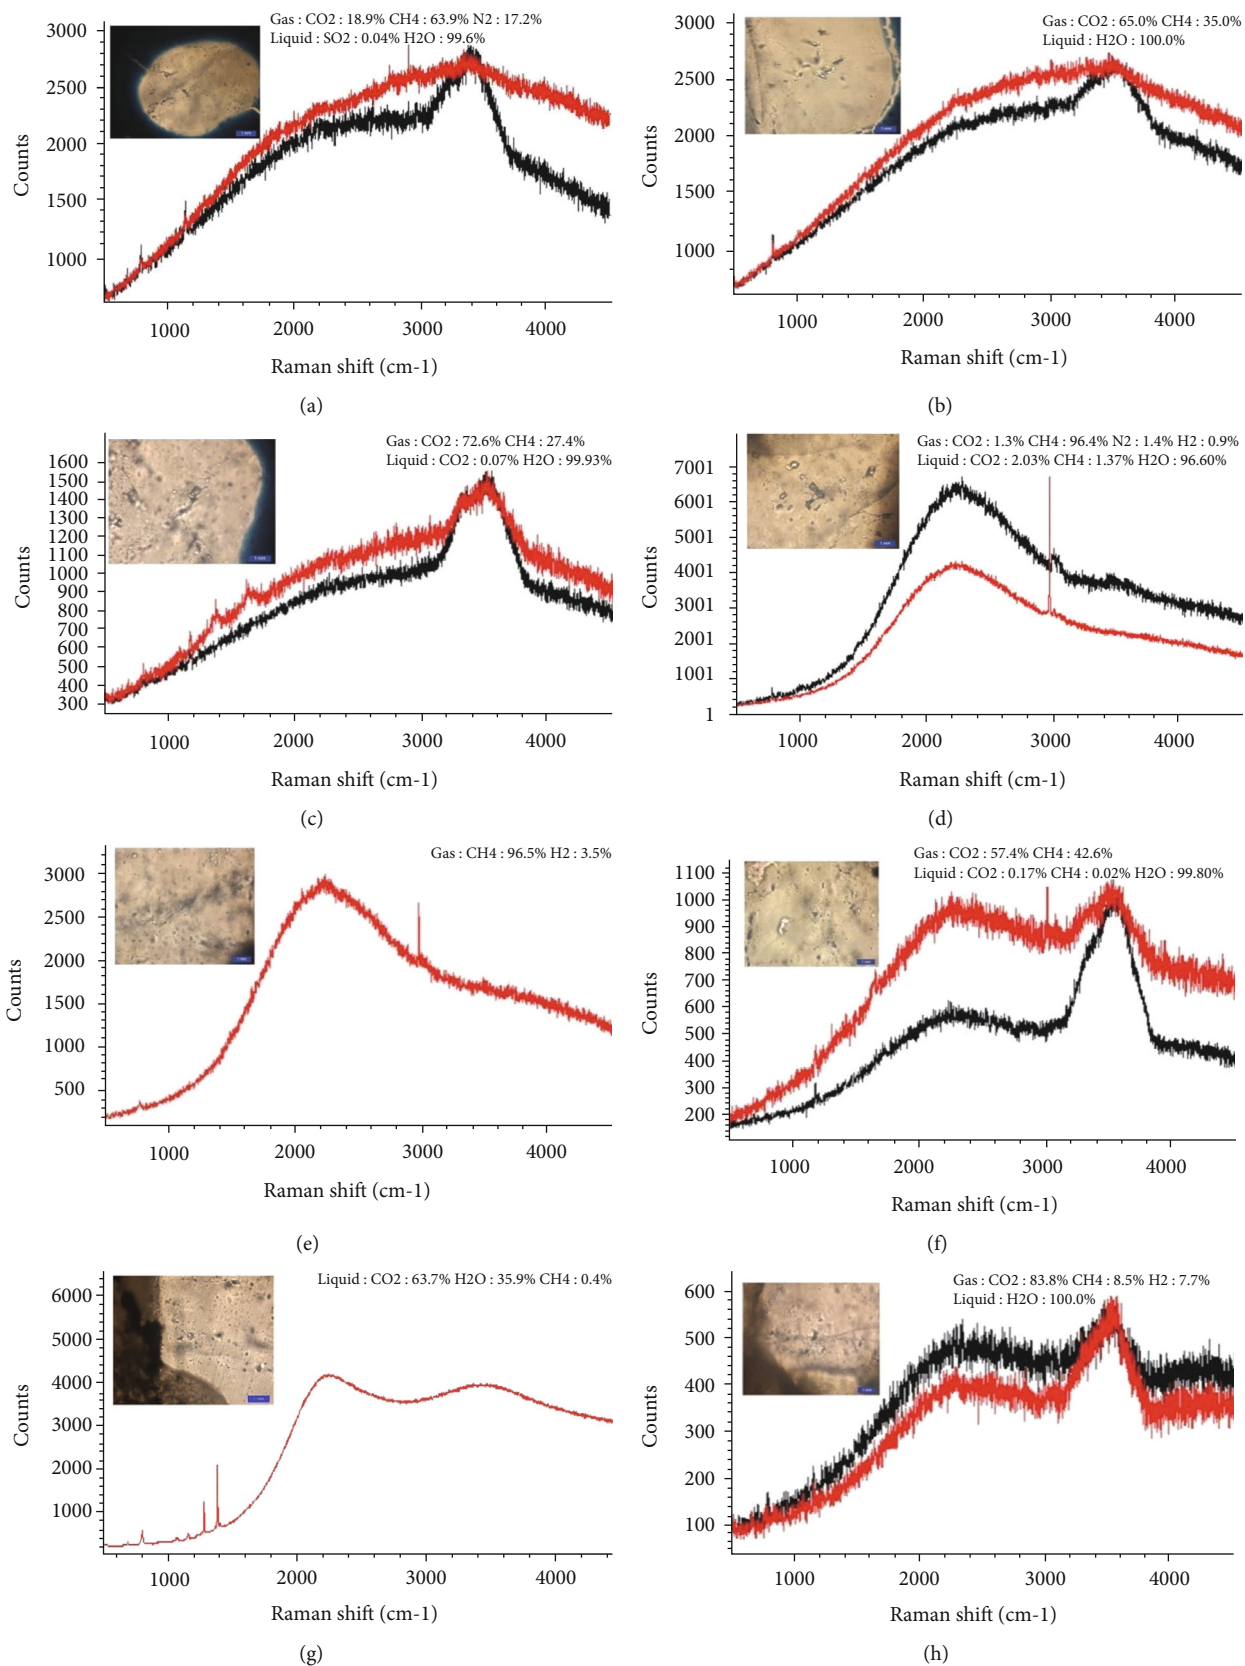 Gas : CO2 : 18.9% CH4 : 63.9% N2 : 17.2%
Liquid : SO2 : 0.04% H2O : 99.6%
3000
2500
2000
1500
1000
Counts
1000 2000 3000 4000
Raman shift (cm-1)
(a)
Gas : CO2 : 65.0% CH4 : 35.0%
Liquid : H2O : 100.0%
3000
2500
2000
1500
1000
Counts
1000 2000 3000 4000
Raman shift (cm-1)
(b)
Gas : CO2 : 72.6% CH4 : 27.4%
Liquid : CO2 : 0.07% H2O : 99.93%
1600
1500
1400
1300
1200
1100
1000
900
800
700
600
500
400
300
Counts
1000 2000 3000 4000
Raman shift (cm-1)
(c)
Gas : CO2 : 1.3% CH4 : 96.4% N2 : 1.4% H2 : 0.9%
Liquid : CO2 : 2.03% CH4 : 1.37% H2O : 96.60%
7001
6001
5001
4001
3001
2001
1001
1
Counts
1000 2000 3000 4000
Raman shift (cm-1)
(d)
Gas : CH4 : 96.5% H2 : 3.5%
3000
2500
2000
1500
1000
500
Counts
1000 2000 3000 4000
Raman shift (cm-1)
(e)
Gas : CO2 : 57.4% CH4 : 42.6%
Liquid : CO2 : 0.17% CH4 : 0.02% H2O : 99.80%
1100
1000
900
800
700
600
500
400
300
200
Counts
1000 2000 3000 4000
Raman shift (cm-1)
(f)
Liquid : CO2 : 63.7% H2O : 35.9% CH4 : 0.4%
6000
5000
4000
3000
2000
1000
Counts
1000 2000 3000 4000
Raman shift (cm-1)
(g)
Gas : CO2 : 83.8% CH4 : 8.5% H2 : 7.7%
Liquid : H2O : 100.0%
600
500
400
300
200
100
Counts
1000 2000 3000 4000
Raman shift (cm-1)
(h)